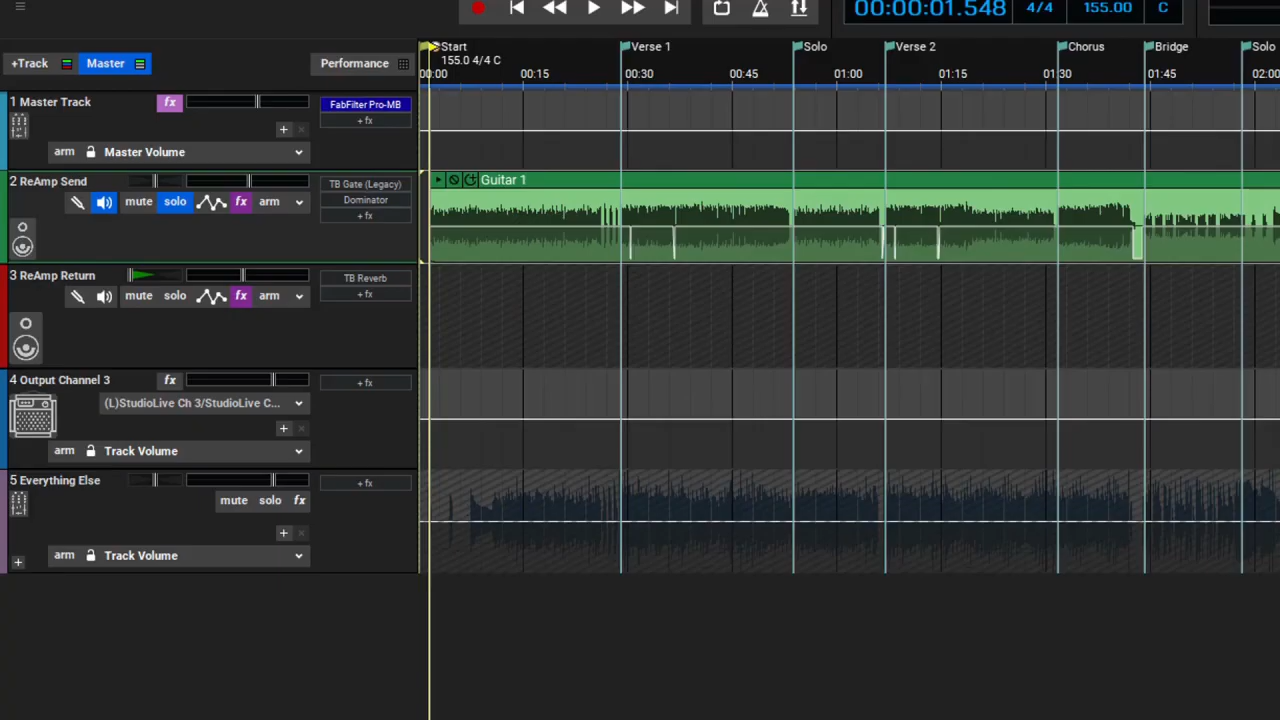 00:00:01.548 4/4 155.00 C
+Track Master Performance
Start Verse 1 Solo Verse 2 Chorus Bridge Solo
155.0 4/4 C
00:00 00:15 00:30 00:45 01:00 01:15 01:30 01:45 02:00
1 Master Track fx FabFilter Pro-MB
+ fx
arm Master Volume
2 ReAmp Send TB Gate (Legacy) Guitar 1
mute solo fx arm Dominator
+ fx
3 ReAmp Return TB Reverb
mute solo fx arm + fx
4 Output Channel 3 fx + fx
(L)StudioLive Ch 3/StudioLive C...
arm Track Volume
5 Everything Else + fx
mute solo fx
arm Track Volume